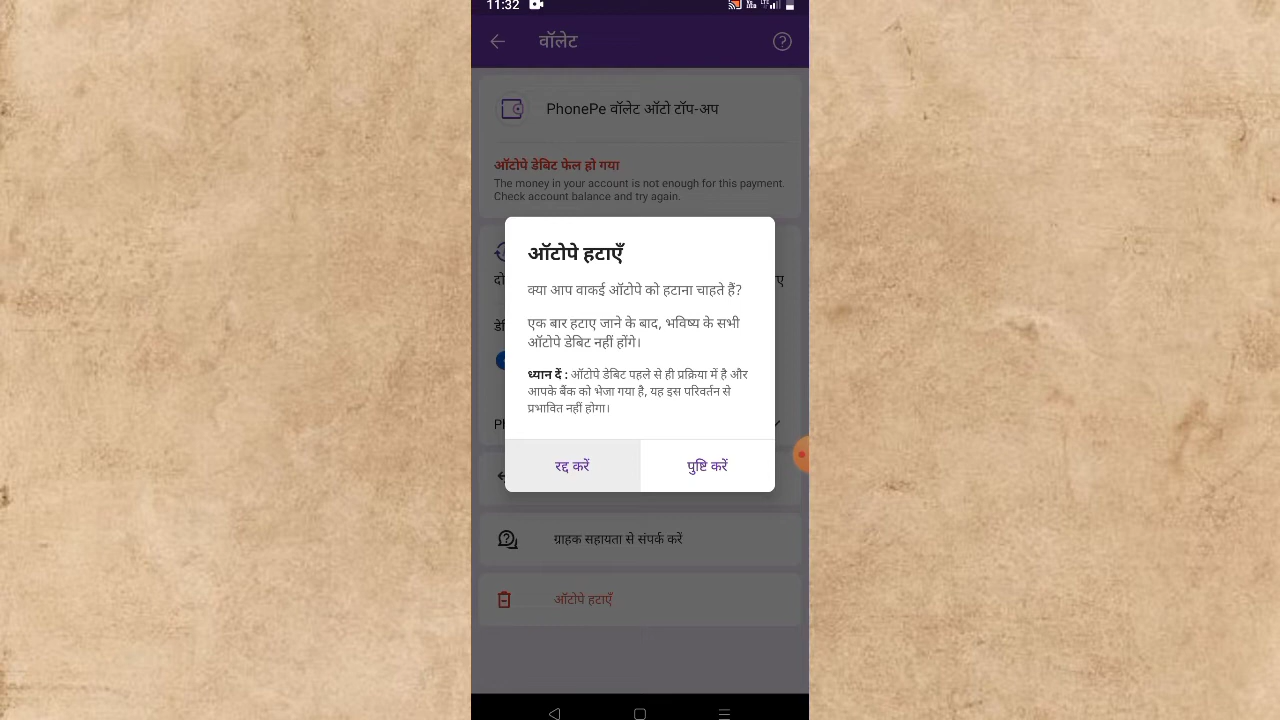 11:32
वॉलेट
PhonePe वॉलेट ऑटो टॉप-अप
ऑटोपे डेबिट फेल हो गया
The money in your account is not enough for this payment.
Check account balance and try again.
ऑटोपे हटाएँ
क्या आप वाकई ऑटोपे को हटाना चाहते हैं?
एक बार हटाए जाने के बाद, भविष्य के सभी
ऑटोपे डेबिट नहीं होंगे।
ध्यान दें : ऑटोपे डेबिट पहले से ही प्रक्रिया में है और
आपके बैंक को भेजा गया है, यह इस परिवर्तन से
प्रभावित नहीं होगा।
रद्द करें
पुष्टि करें
ग्राहक सहायता से संपर्क करें
ऑटोपे हटाएँ